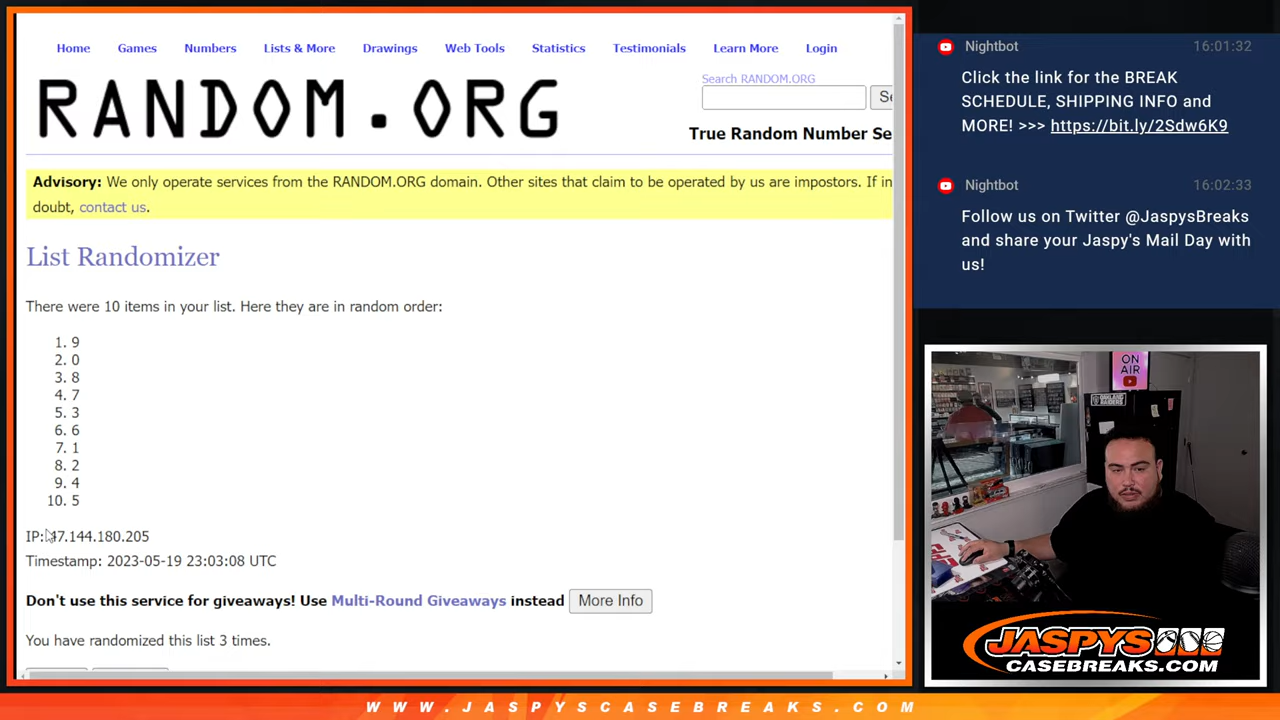 Home Games Numbers Lists & More Drawings Web Tools Statistics Testimonials Learn More Login
RANDOM.ORG
Search RANDOM.ORG
True Random Number Se
Advisory: We only operate services from the RANDOM.ORG domain. Other sites that claim to be operated by us are impostors. If in
doubt, contact us.
List Randomizer
There were 10 items in your list. Here they are in random order:
1. 9
2. 0
3. 8
4. 7
5. 3
6. 6
7. 1
8. 2
9. 4
10. 5
IP: 47.144.180.205
Timestamp: 2023-05-19 23:03:08 UTC
Don't use this service for giveaways! Use Multi-Round Giveaways instead More Info
You have randomized this list 3 times.
Nightbot 16:01:32
Click the link for the BREAK
SCHEDULE, SHIPPING INFO and
MORE! >>> https://bit.ly/2Sdw6K9
Nightbot 16:02:33
Follow us on Twitter @JaspysBreaks
and share your Jaspy's Mail Day with
us!
ON
AIR
JASPYS
CASEBREAKS.COM
WWW.JASPYSCASEBREAKS.COM